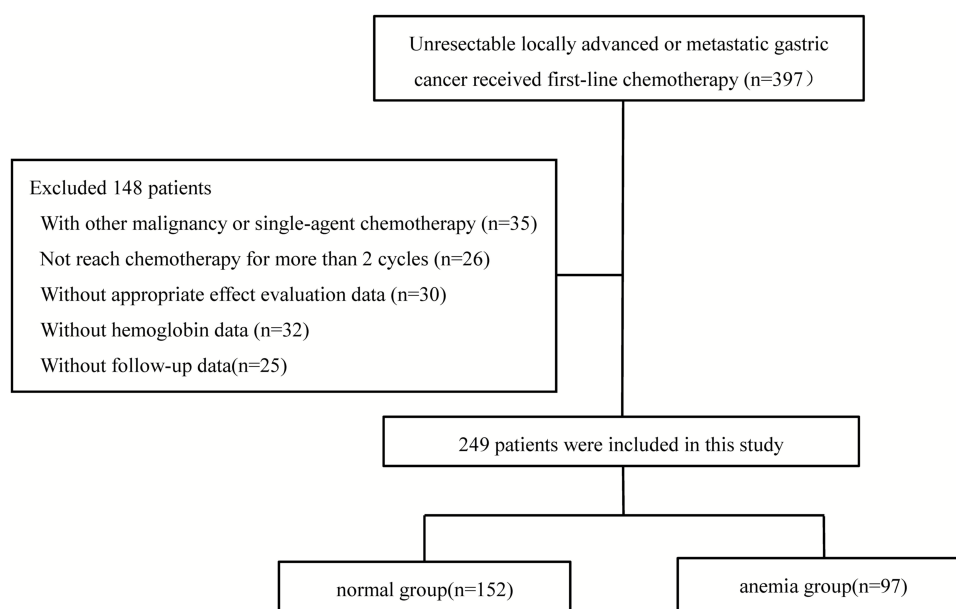 Unresectable locally advanced or metastatic gastric
cancer received first-line chemotherapy (n=397）
Excluded 148 patients
With other malignancy or single-agent chemotherapy (n=35)
Not reach chemotherapy for more than 2 cycles (n=26)
Without appropriate effect evaluation data (n=30)
Without hemoglobin data (n=32)
Without follow-up data(n=25)
249 patients were included in this study
normal group(n=152)
anemia group(n=97)